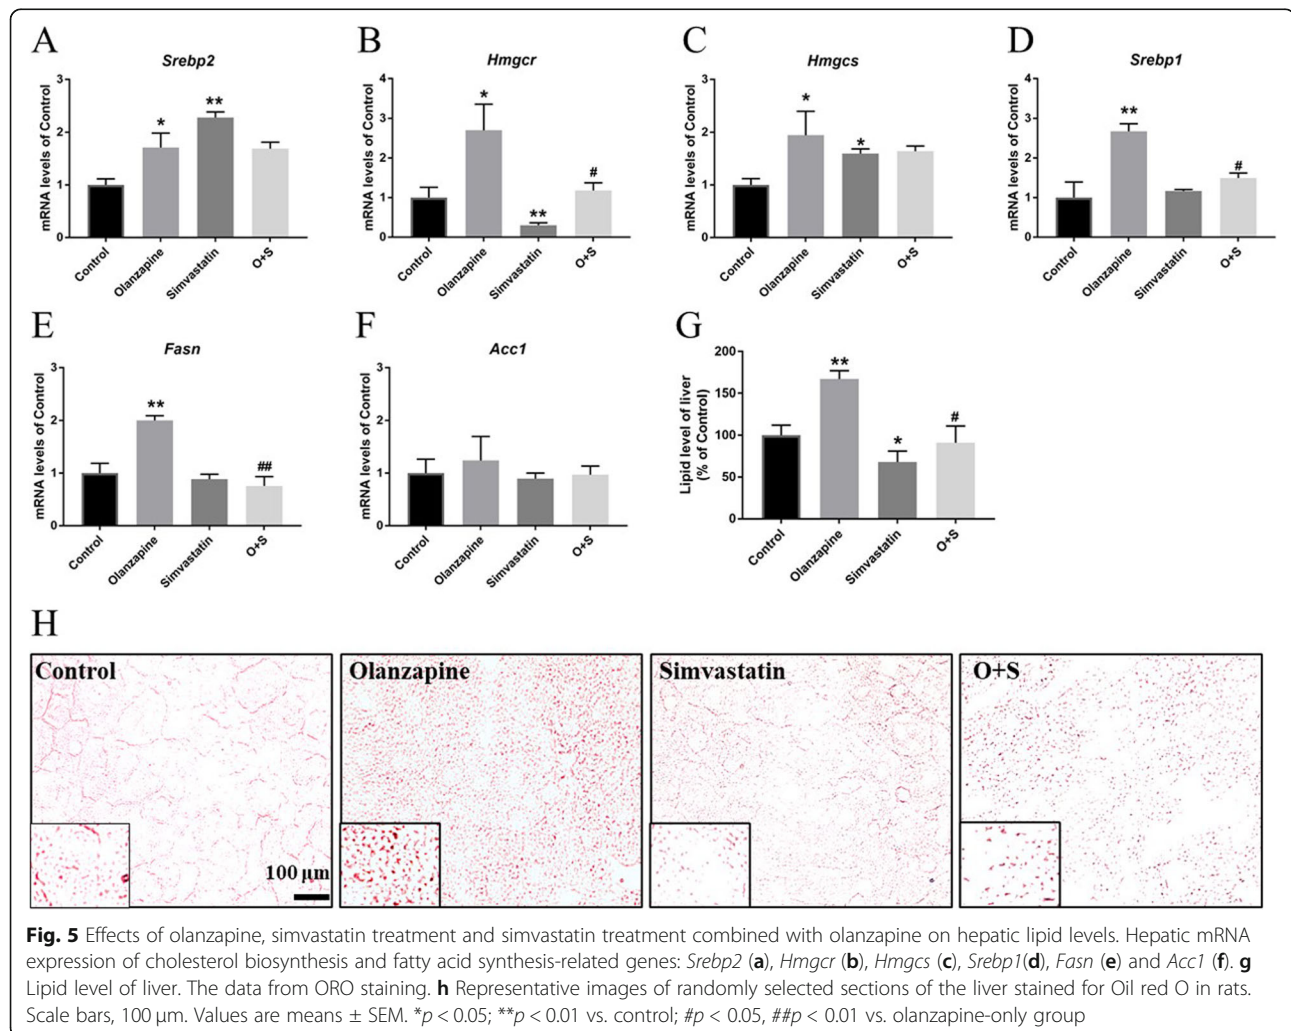 A
Srebp2
mRNA levels of Control
3
2
1
0
**
*
Control
Olanzapine
Simvastatin
O+S
B
Hmgcr
mRNA levels of Control
4
3
2
1
0
*
**
#
Control
Olanzapine
Simvastatin
O+S
C
Hmgcs
mRNA levels of Control
3
2
1
0
*
*
Control
Olanzapine
Simvastatin
O+S
D
Srebp1
mRNA levels of Control
4
3
2
1
0
**
#
Control
Olanzapine
Simvastatin
O+S
E
Fasn
mRNA levels of Control
3
2
1
0
**
##
Control
Olanzapine
Simvastatin
O+S
F
Acc1
mRNA levels of Control
3
2
1
0
Control
Olanzapine
Simvastatin
O+S
G
Lipid level of liver
(% of Control)
200
150
100
50
0
**
*
#
Control
Olanzapine
Simvastatin
O+S
H
Control
100 μm
Olanzapine
Simvastatin
O+S
Fig. 5 Effects of olanzapine, simvastatin treatment and simvastatin treatment combined with olanzapine on hepatic lipid levels. Hepatic mRNA
expression of cholesterol biosynthesis and fatty acid synthesis-related genes: Srebp2 (a), Hmgcr (b), Hmgcs (c), Srebp1(d), Fasn (e) and Acc1 (f). g
Lipid level of liver. The data from ORO staining. h Representative images of randomly selected sections of the liver stained for Oil red O in rats.
Scale bars, 100 μm. Values are means ± SEM. *p < 0.05; **p < 0.01 vs. control; #p < 0.05, ##p < 0.01 vs. olanzapine-only group